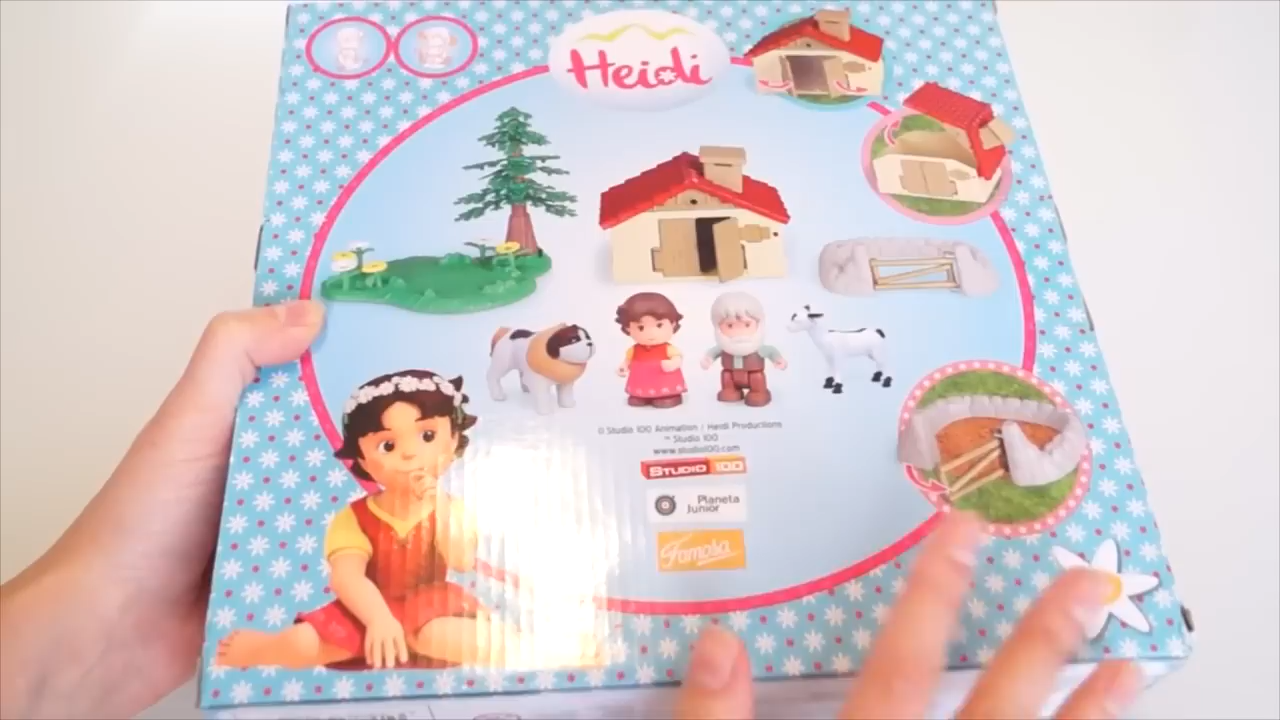 Heidi
© Studio 100 Animation / Heidi Productions
™ Studio 100
www.studio100.com
STUDIO 100
Planeta
Junior
Famosa